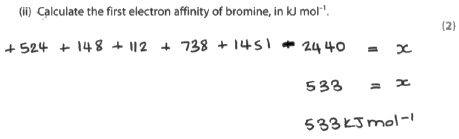 (ii) Calculate the first electron affinity of bromine, in kJ mol⁻¹.
(2)
+ 524 + 148 + 112 + 738 + 1451 - 2440 = x
533 = x
533 kJ mol⁻¹